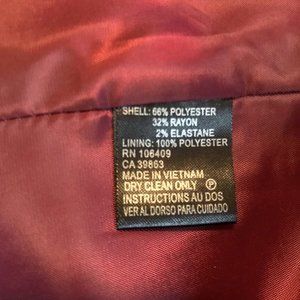 SHELL: 66% POLYESTER
32% RAYON
2% ELASTANE
LINING: 100% POLYESTER
RN 106409
CA 39863
MADE IN VIETNAM
DRY CLEAN ONLY Ⓟ
INSTRUCTIONS AU DOS
VER AL DORSO PARA CUIDADO